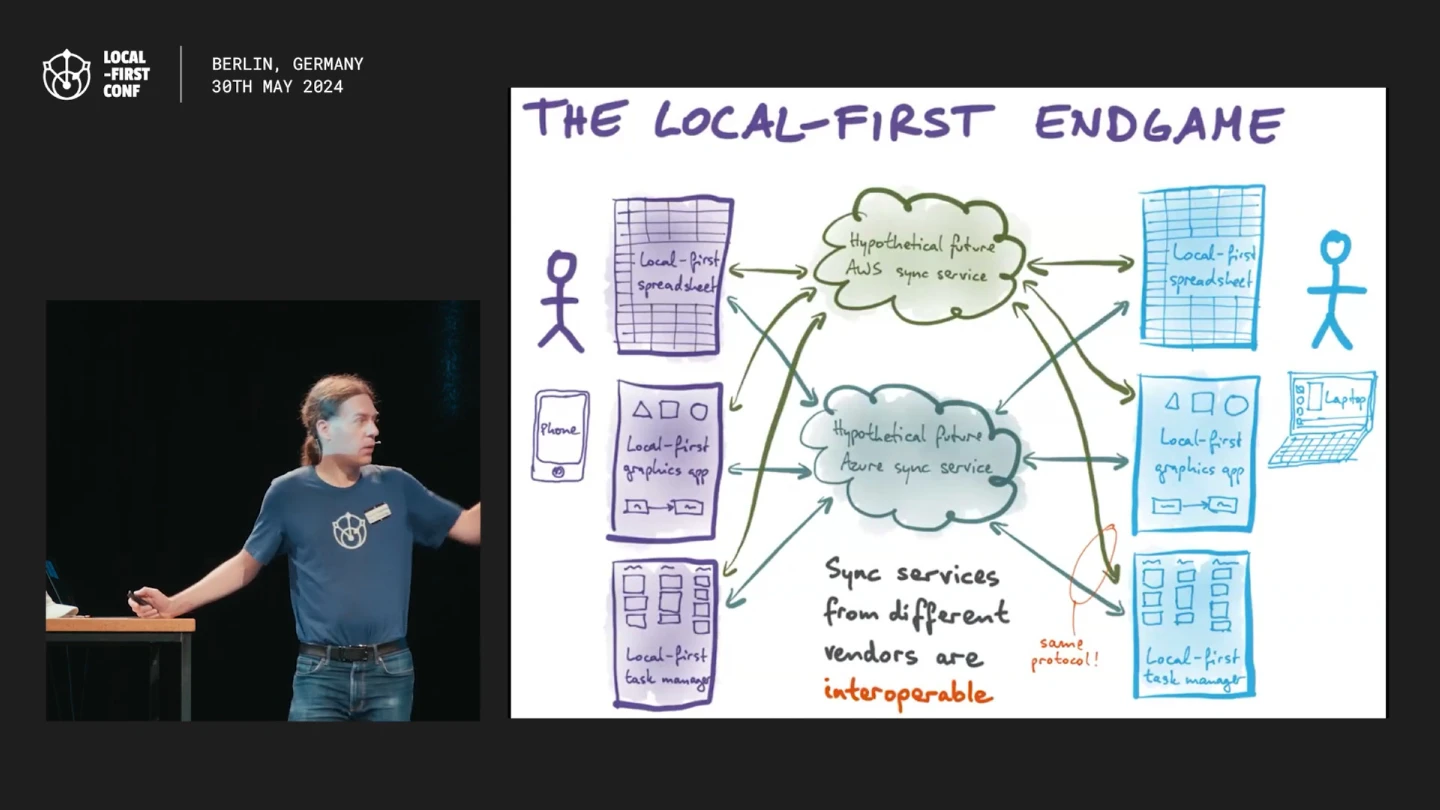 LOCAL
-FIRST
CONF
BERLIN, GERMANY
30TH MAY 2024
THE LOCAL-FIRST ENDGAME
Local-first
spreadsheet
Hypothetical future
AWS sync service
Local-first
spreadsheet
Phone
Local-first
graphics app
Hypothetical future
Azure sync service
Local-first
graphics app
Laptop
Local-first
task manager
Sync services
from different
vendors are
interoperable
same
protocol!
Local-first
task manager